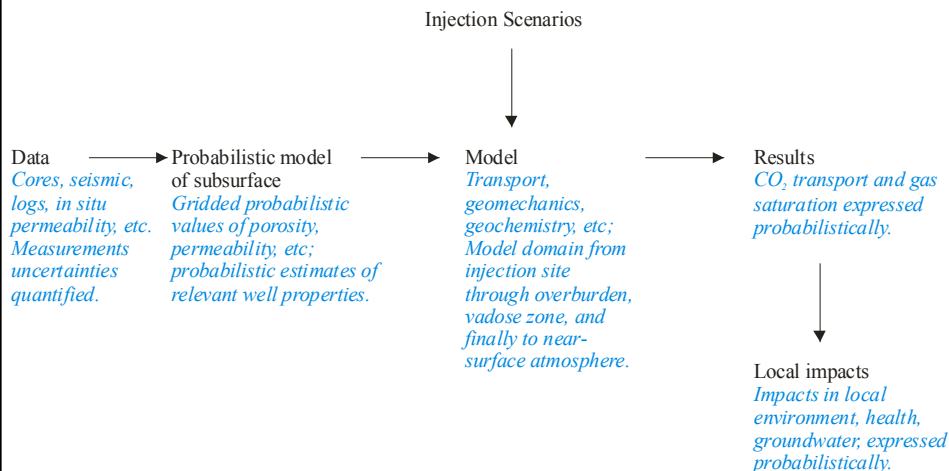 Injection Scenarios
Data
Cores, seismic,
logs, in situ
permeability, etc.
Measurements
uncertainties
quantified.
Probabilistic model
of subsurface
Gridded probabilistic
values of porosity,
permeability, etc;
probabilistic estimates of
relevant well properties.
Model
Transport,
geomechanics,
geochemistry, etc;
Model domain from
injection site
through overburden,
vadose zone, and
finally to near-
surface atmosphere.
Results
CO₂ transport and gas
saturation expressed
probabilistically.
Local impacts
Impacts in local
environment, health,
groundwater, expressed
probabilistically.